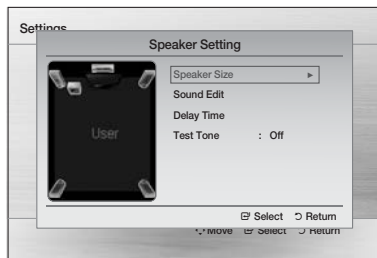 Settings
Speaker Setting
Speaker Size ►
Sound Edit
Delay Time
Test Tone : Off
User
Select Return
Move Select Return